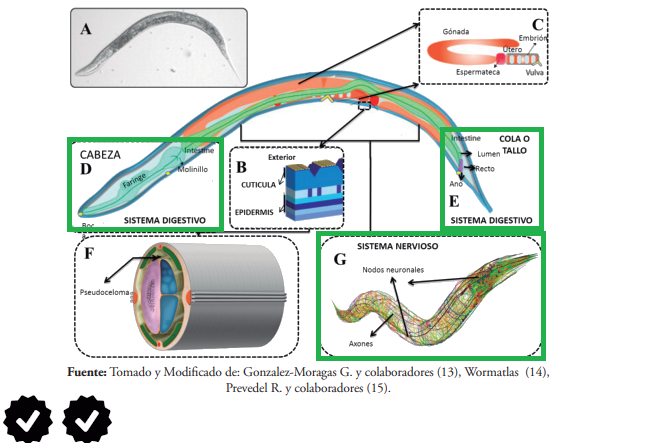 A
C
Gónada
Embrión
Útero
Espermateca
Vulva
CABEZA
D
Intestine
Molinillo
Faringe
SISTEMA DIGESTIVO
B
Exterior
CUTICULA
EPIDERMIS
Intestine
COLA O
TALLO
Lumen
Recto
Ano
E
SISTEMA DIGESTIVO
F
Pseudoceloma
SISTEMA NERVIOSO
G
Nodos neuronales
Axones
Fuente: Tomado y Modificado de: Gonzalez-Moragas G. y colaboradores (13), Wormatlas (14),
Prevedel R. y colaboradores (15).